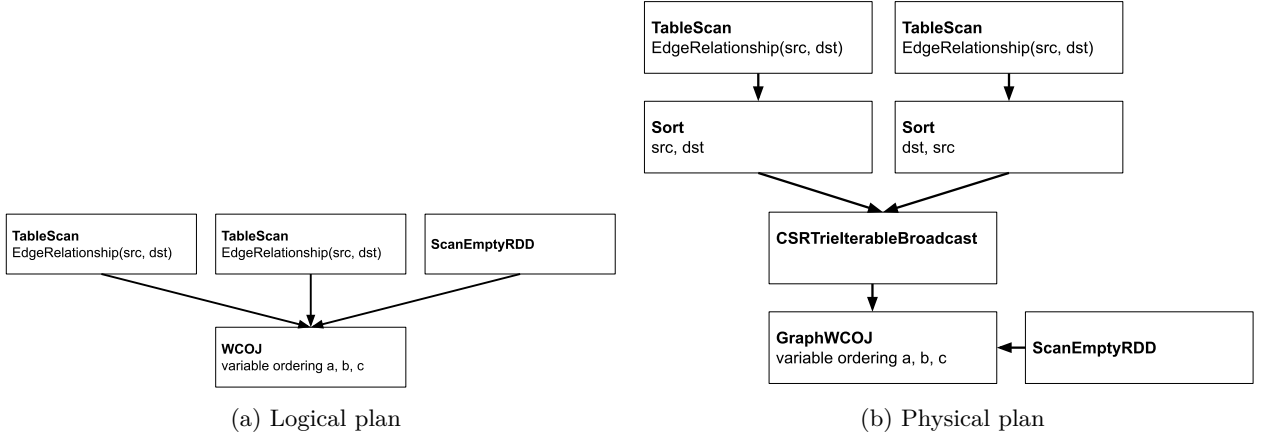 TableScan
EdgeRelationship(src, dst)
TableScan
EdgeRelationship(src, dst)
ScanEmptyRDD
WCOJ
variable ordering a, b, c
(a) Logical plan
TableScan
EdgeRelationship(src, dst)
TableScan
EdgeRelationship(src, dst)
Sort
src, dst
Sort
dst, src
CSRTrieIterableBroadcast
GraphWCOJ
variable ordering a, b, c
ScanEmptyRDD
(b) Physical plan